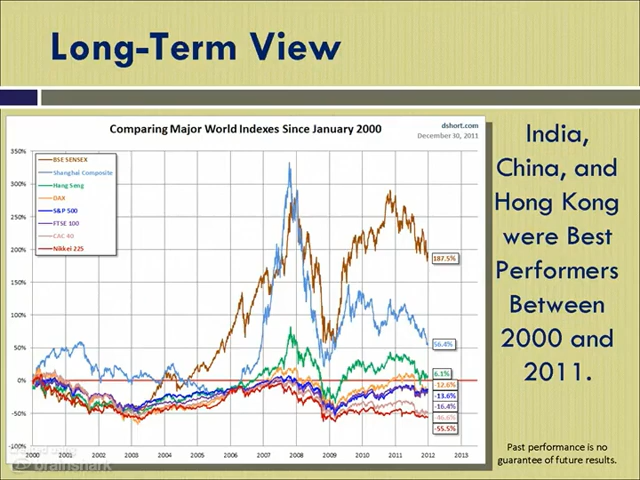 Long-Term View
Comparing Major World Indexes Since January 2000
dshort.com
December 30, 2011
350%
300%
250%
200%
150%
100%
50%
0%
-50%
-100%
BSE SENSEX
Shanghai Composite
Hang Seng
DAX
S&P 500
FTSE 100
CAC 40
Nikkei 225
187.5%
56.4%
6.1%
-12.6%
-13.6%
-16.4%
-46.6%
-55.5%
2000 2001 2002 2003 2004 2005 2006 2007 2008 2009 2010 2011 2012 2013
India,
China, and
Hong Kong
were Best
Performers
Between
2000 and
2011.
Past performance is no
guarantee of future results.
brainshark